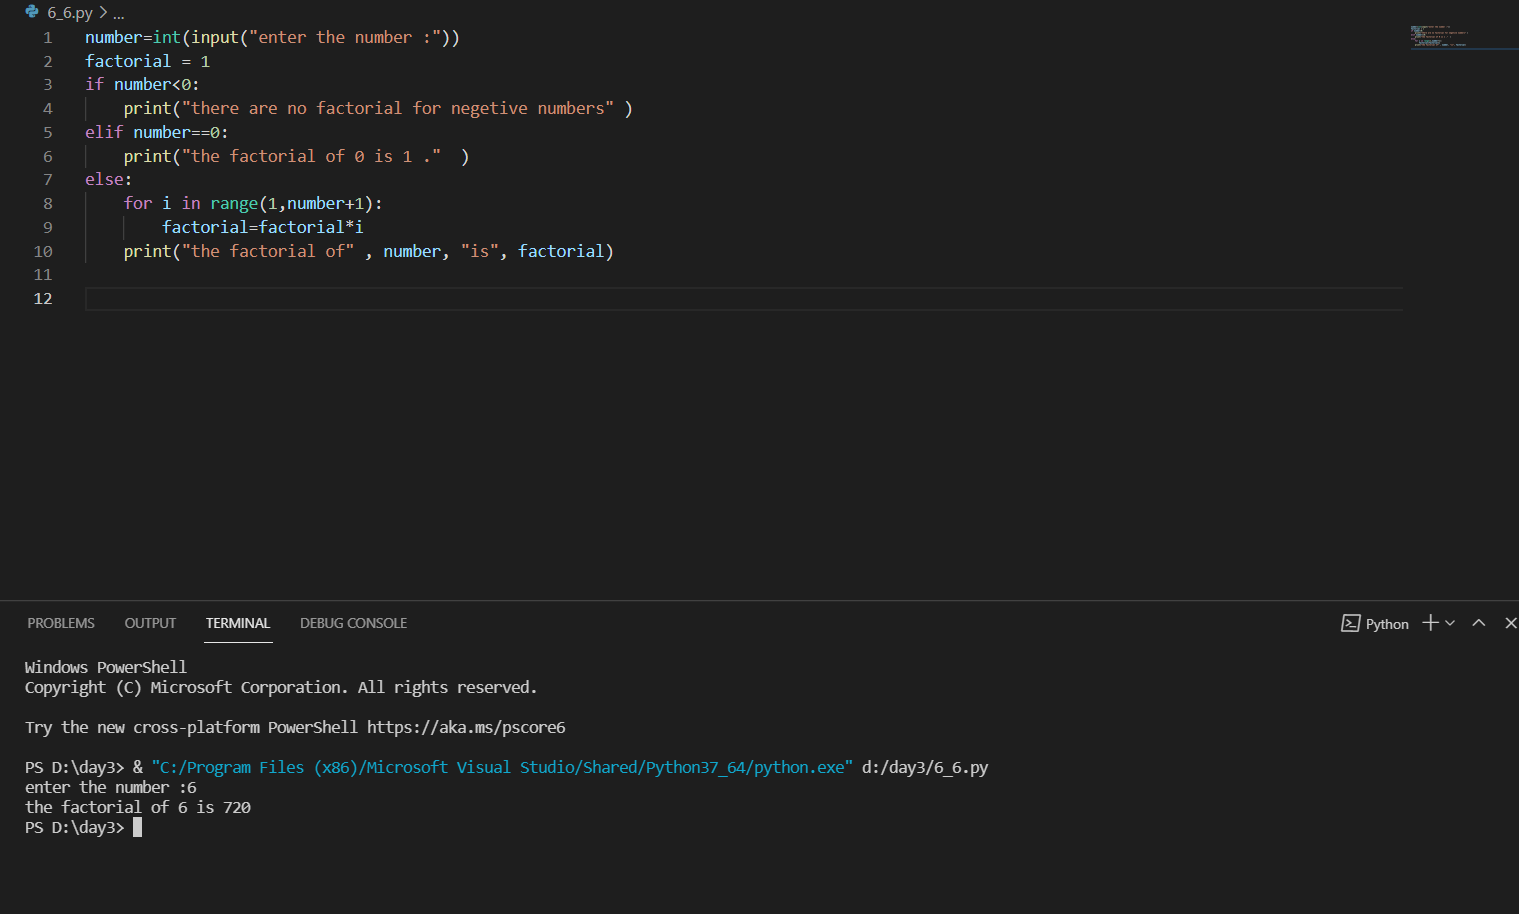 6_6.py > ...
1 number=int(input("enter the number :"))
2 factorial = 1
3 if number<0:
4     print("there are no factorial for negetive numbers" )
5 elif number==0:
6     print("the factorial of 0 is 1 ."  )
7 else:
8     for i in range(1,number+1):
9         factorial=factorial*i
10     print("the factorial of" , number, "is", factorial)
11
12
PROBLEMS OUTPUT TERMINAL DEBUG CONSOLE Python
Windows PowerShell
Copyright (C) Microsoft Corporation. All rights reserved.
Try the new cross-platform PowerShell https://aka.ms/pscore6
PS D:\day3> & "C:/Program Files (x86)/Microsoft Visual Studio/Shared/Python37_64/python.exe" d:/day3/6_6.py
enter the number :6
the factorial of 6 is 720
PS D:\day3>